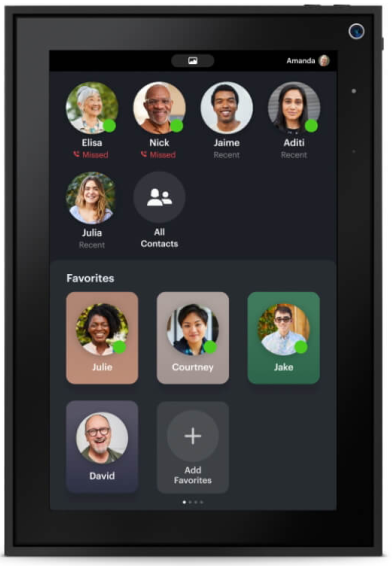 Amanda
Elisa
Missed
Nick
Missed
Jaime
Recent
Aditi
Recent
Julia
Recent
All
Contacts
Favorites
Julie
Courtney
Jake
David
Add
Favorites